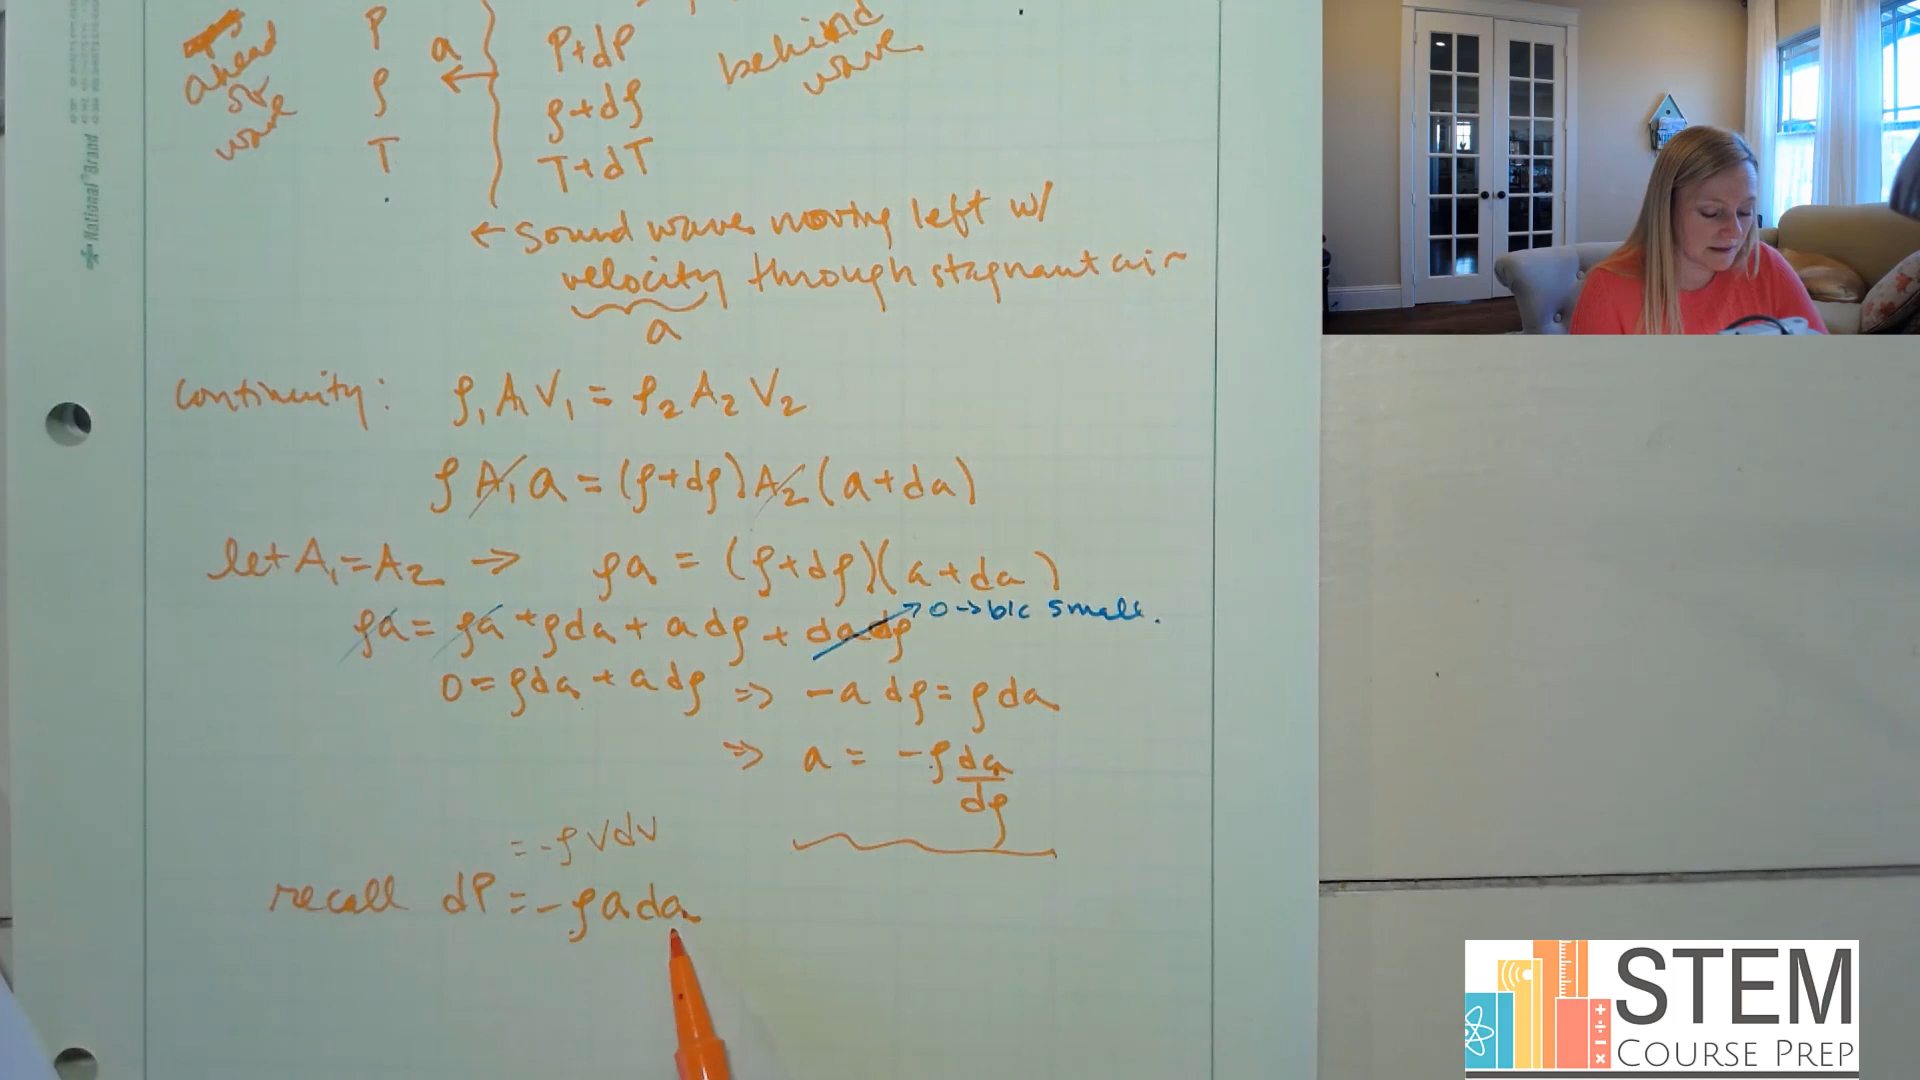 ahead
of
wave
P
ρ
T
a
←
P+dP
ρ+dρ
T+dT
behind
wave
← sound wave moving left w/
velocity through stagnant air
a
continuity: ρ₁A₁V₁ = ρ₂A₂V₂
ρA₁a = (ρ+dρ)A₂(a+da)
let A₁=A₂ → ρa = (ρ+dρ)(a+da)
ρa = ρa + ρda + adρ + dadρ → 0 → b/c small.
0 = ρda + adρ ⇒ -adρ = ρda
⇒ a = -ρ da/dρ
= -ρVdV
recall dP = -ρada
National® Brand
STEM
COURSE PREP